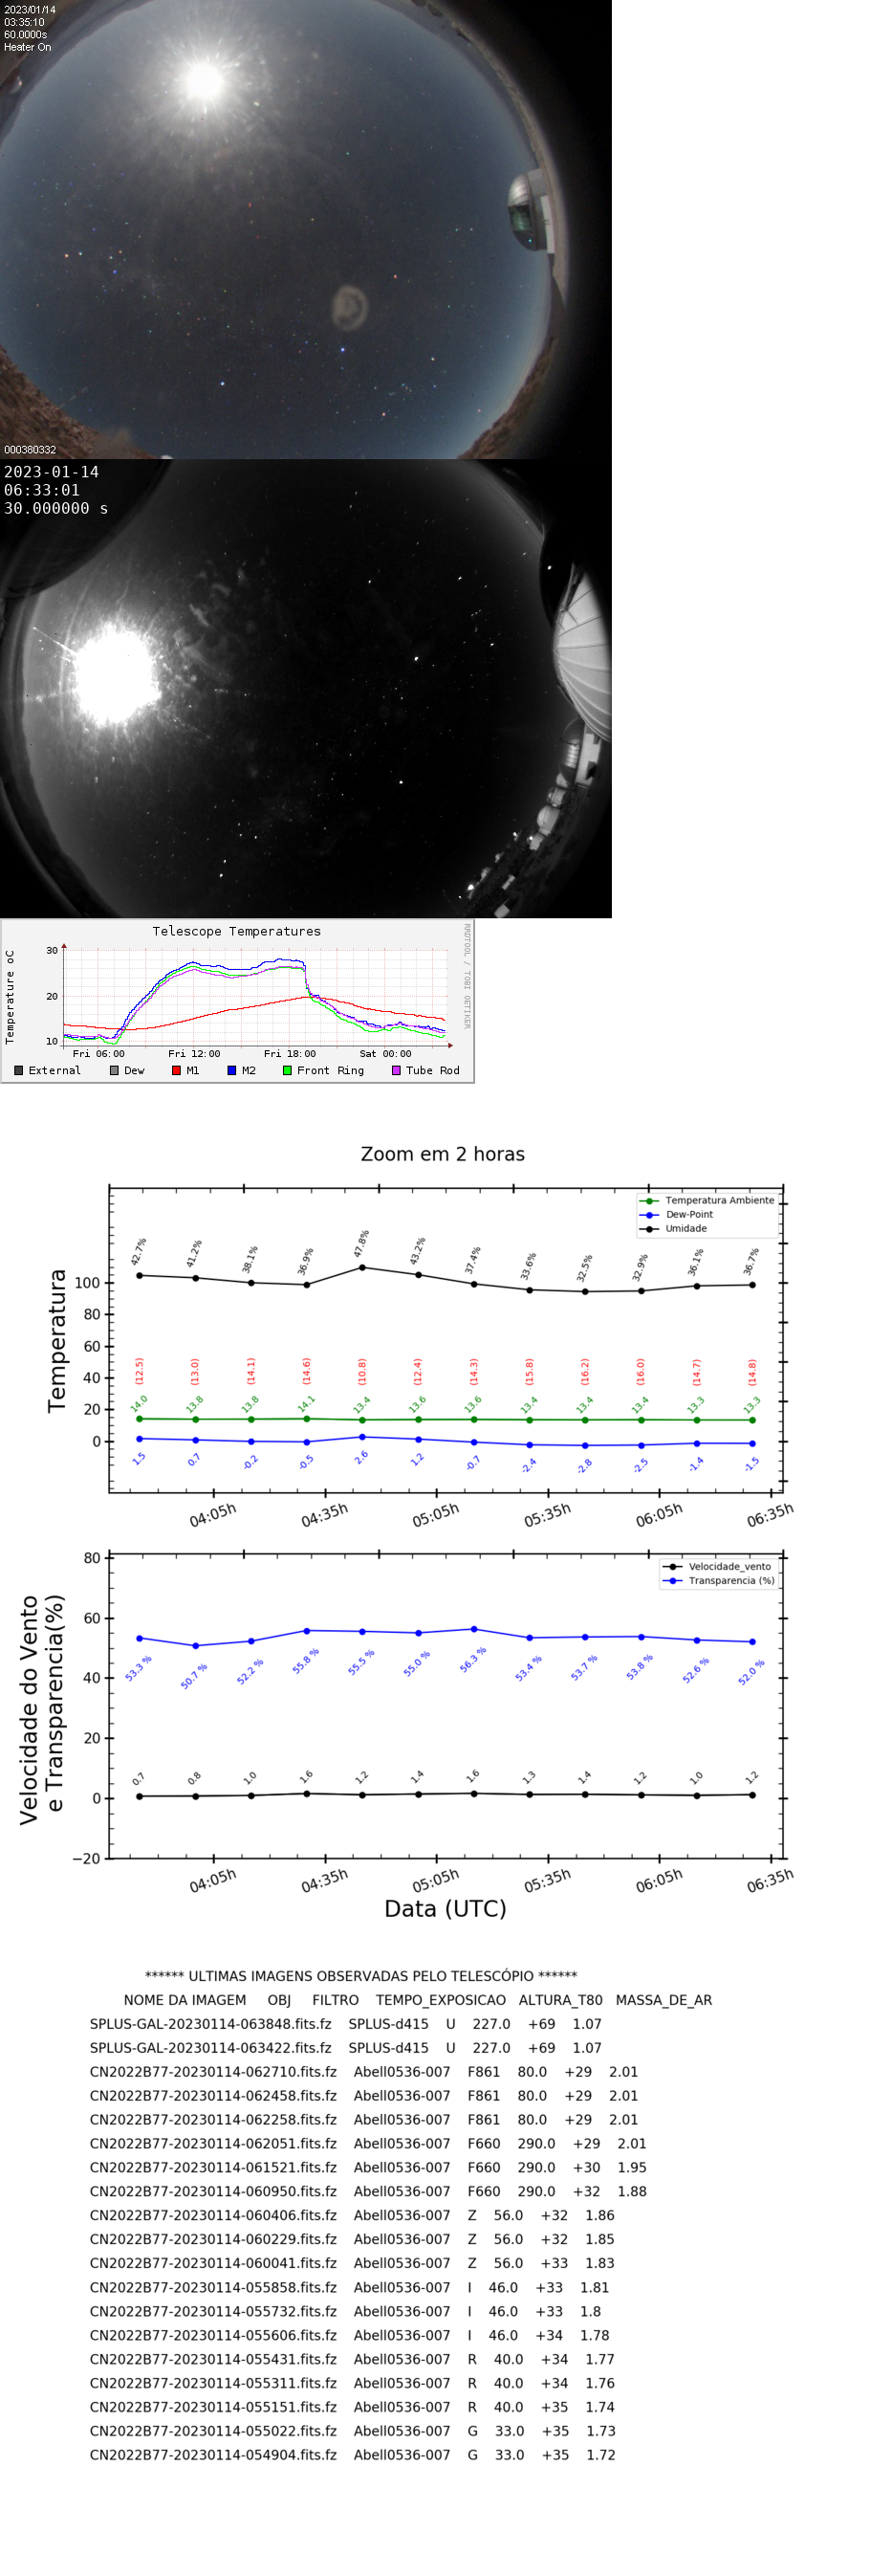 2023/01/14
03:35:10
60.0000s
Heater On
000380332
2023-01-14
06:33:01
30.000000 s
Telescope Temperatures
Temperature oC
30
20
10
Fri 06:00 Fri 12:00 Fri 18:00 Sat 00:00
External Dew M1 M2 Front Ring Tube Rod
RRDTOOL / TOBI OETIKER
Zoom em 2 horas
Temperatura
Temperatura Ambiente
Dew-Point
Umidade
42.7% 41.2% 38.1% 36.9% 47.8% 43.2% 37.4% 33.6% 32.5% 32.9% 36.1% 36.7%
100
80
60
40
20
0
(12.5) (13.0) (14.1) (14.6) (10.8) (12.4) (14.3) (15.8) (16.2) (16.0) (14.7) (14.8)
14.0 13.8 13.8 14.1 13.4 13.6 13.6 13.4 13.4 13.4 13.3 13.3
1.5 0.7 -0.2 -0.5 2.6 1.2 -0.7 -2.4 -2.8 -2.5 -1.4 -1.5
04:05h 04:35h 05:05h 05:35h 06:05h 06:35h
Velocidade do Vento
e Transparencia(%)
Velocidade_vento
Transparencia (%)
80
60
40
20
0
−20
53.3 % 50.7 % 52.2 % 55.8 % 55.5 % 55.0 % 56.3 % 53.4 % 53.7 % 53.8 % 52.6 % 52.0 %
0.7 0.8 1.0 1.6 1.2 1.4 1.6 1.3 1.4 1.2 1.0 1.2
04:05h 04:35h 05:05h 05:35h 06:05h 06:35h
Data (UTC)
****** ULTIMAS IMAGENS OBSERVADAS PELO TELESCÓPIO ******
NOME DA IMAGEM OBJ FILTRO TEMPO_EXPOSICAO ALTURA_T80 MASSA_DE_AR
SPLUS-GAL-20230114-063848.fits.fz SPLUS-d415 U 227.0 +69 1.07
SPLUS-GAL-20230114-063422.fits.fz SPLUS-d415 U 227.0 +69 1.07
CN2022B77-20230114-062710.fits.fz Abell0536-007 F861 80.0 +29 2.01
CN2022B77-20230114-062458.fits.fz Abell0536-007 F861 80.0 +29 2.01
CN2022B77-20230114-062258.fits.fz Abell0536-007 F861 80.0 +29 2.01
CN2022B77-20230114-062051.fits.fz Abell0536-007 F660 290.0 +29 2.01
CN2022B77-20230114-061521.fits.fz Abell0536-007 F660 290.0 +30 1.95
CN2022B77-20230114-060950.fits.fz Abell0536-007 F660 290.0 +32 1.88
CN2022B77-20230114-060406.fits.fz Abell0536-007 Z 56.0 +32 1.86
CN2022B77-20230114-060229.fits.fz Abell0536-007 Z 56.0 +32 1.85
CN2022B77-20230114-060041.fits.fz Abell0536-007 Z 56.0 +33 1.83
CN2022B77-20230114-055858.fits.fz Abell0536-007 I 46.0 +33 1.81
CN2022B77-20230114-055732.fits.fz Abell0536-007 I 46.0 +33 1.8
CN2022B77-20230114-055606.fits.fz Abell0536-007 I 46.0 +34 1.78
CN2022B77-20230114-055431.fits.fz Abell0536-007 R 40.0 +34 1.77
CN2022B77-20230114-055311.fits.fz Abell0536-007 R 40.0 +34 1.76
CN2022B77-20230114-055151.fits.fz Abell0536-007 R 40.0 +35 1.74
CN2022B77-20230114-055022.fits.fz Abell0536-007 G 33.0 +35 1.73
CN2022B77-20230114-054904.fits.fz Abell0536-007 G 33.0 +35 1.72